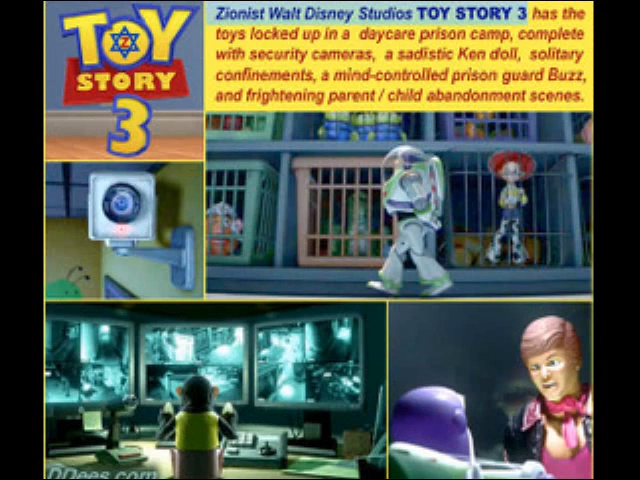 TOY
Z
STORY
3
Zionist Walt Disney Studios TOY STORY 3 has the
toys locked up in a daycare prison camp, complete
with security cameras, a sadistic Ken doll, solitary
confinements, a mind-controlled prison guard Buzz,
and frightening parent / child abandonment scenes.
DDees.com